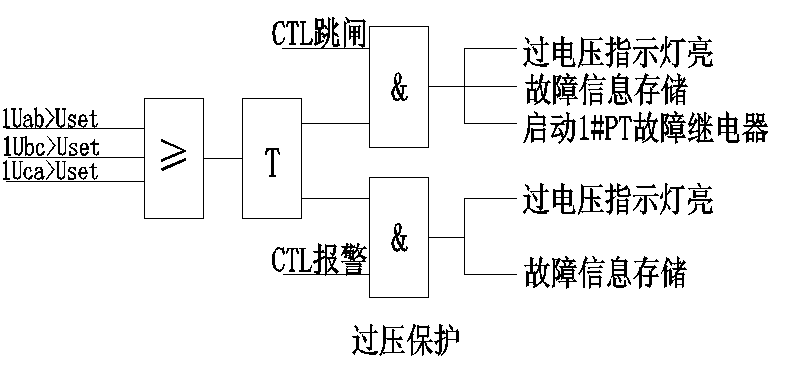 CTL跳闸
过电压指示灯亮
故障信息存储
启动1#PT故障继电器
&
1Uab>Uset
1Ubc>Uset
1Uca>Uset
≥
T
过电压指示灯亮
&
CTL报警
故障信息存储
过压保护